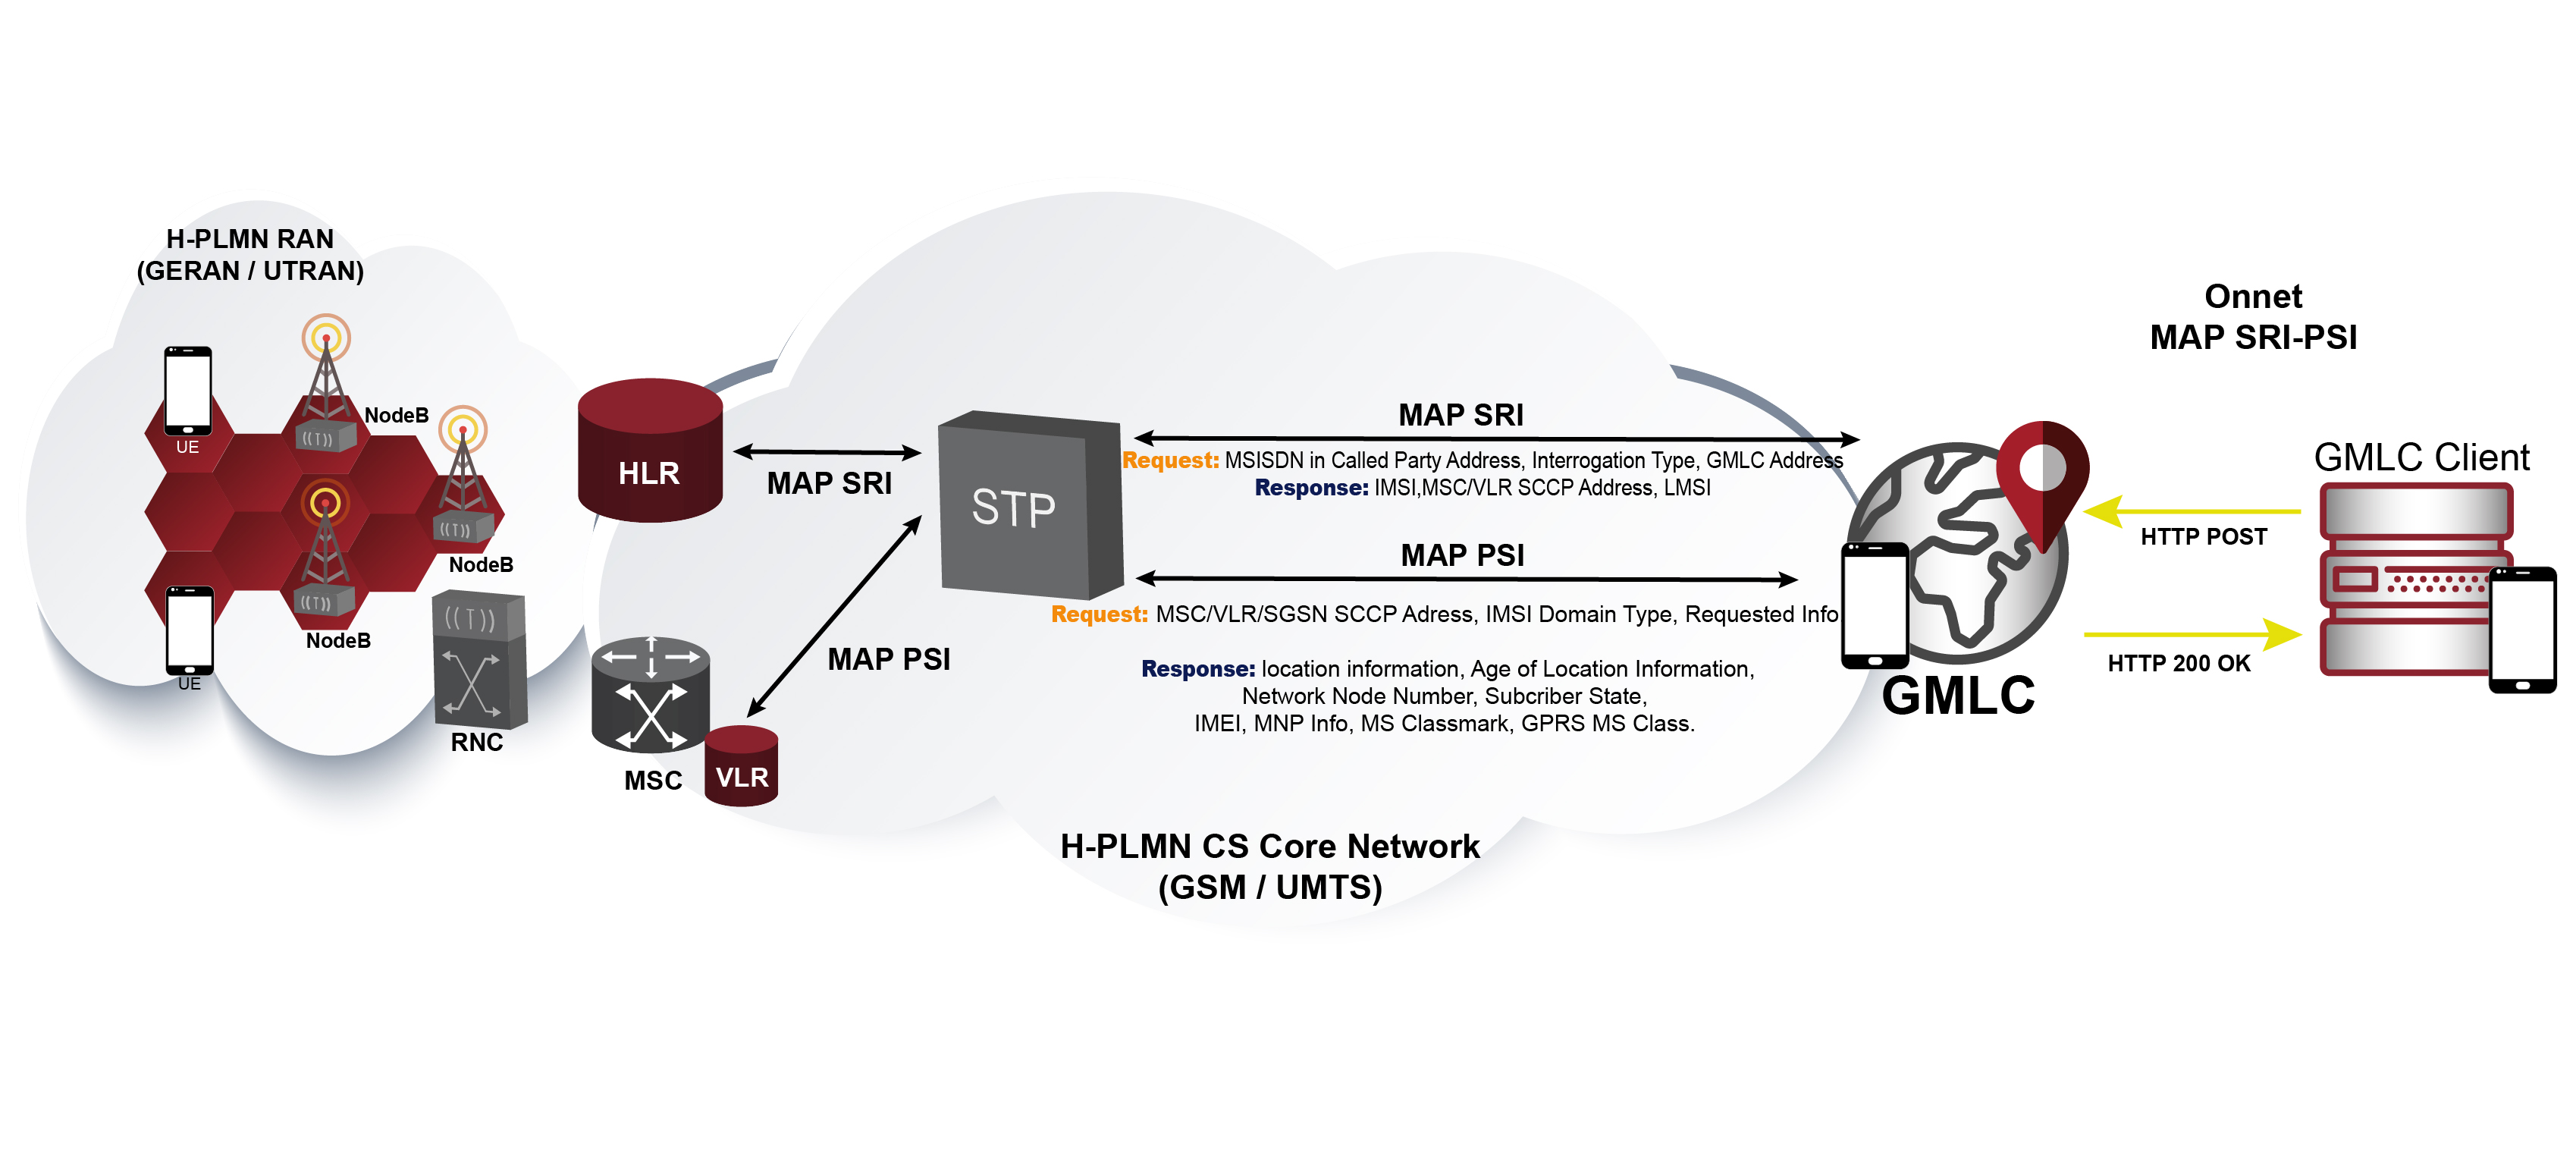 H-PLMN RAN
(GERAN / UTRAN)
UE
NodeB
NodeB
NodeB
UE
RNC
HLR
MAP SRI
MAP PSI
MSC
VLR
STP
MAP SRI
Request: MSISDN in Called Party Address, Interrogation Type, GMLC Address
Response: IMSI,MSC/VLR SCCP Address, LMSI
MAP PSI
Request: MSC/VLR/SGSN SCCP Adress, IMSI Domain Type, Requested Info
Response: location information, Age of Location Information,
Network Node Number, Subcriber State,
IMEI, MNP Info, MS Classmark, GPRS MS Class.
H-PLMN CS Core Network
(GSM / UMTS)
GMLC
Onnet
MAP SRI-PSI
GMLC Client
HTTP POST
HTTP 200 OK